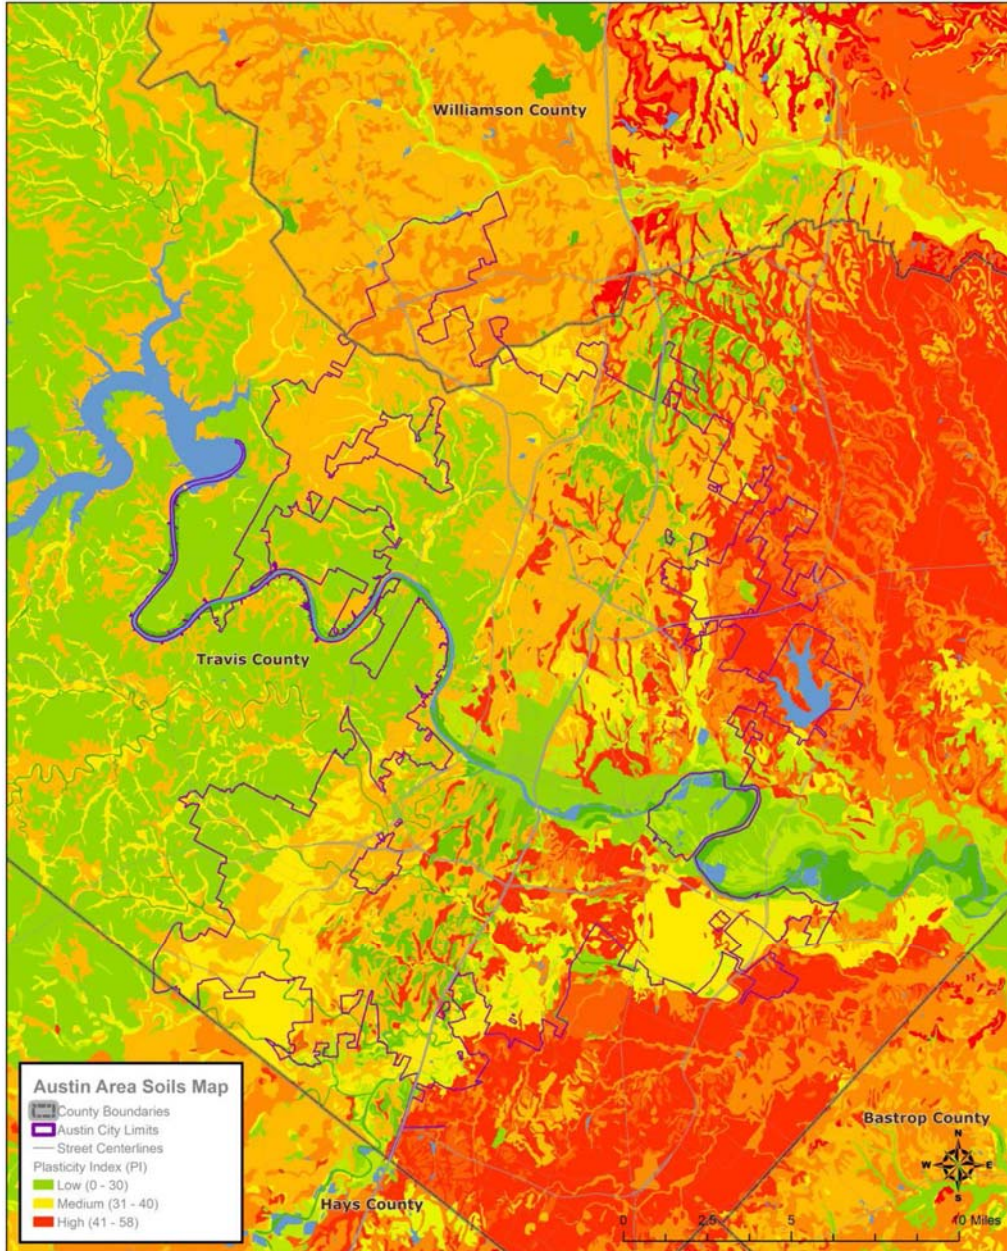 Williamson County
Travis County
Austin Area Soils Map
County Boundaries
Austin City Limits
Street Centerlines
Plasticity Index (PI)
Low (0 - 30)
Medium (31 - 40)
High (41 - 58)
Hays County
Bastrop County
N
W E
S
0 2.5 5 10 Miles